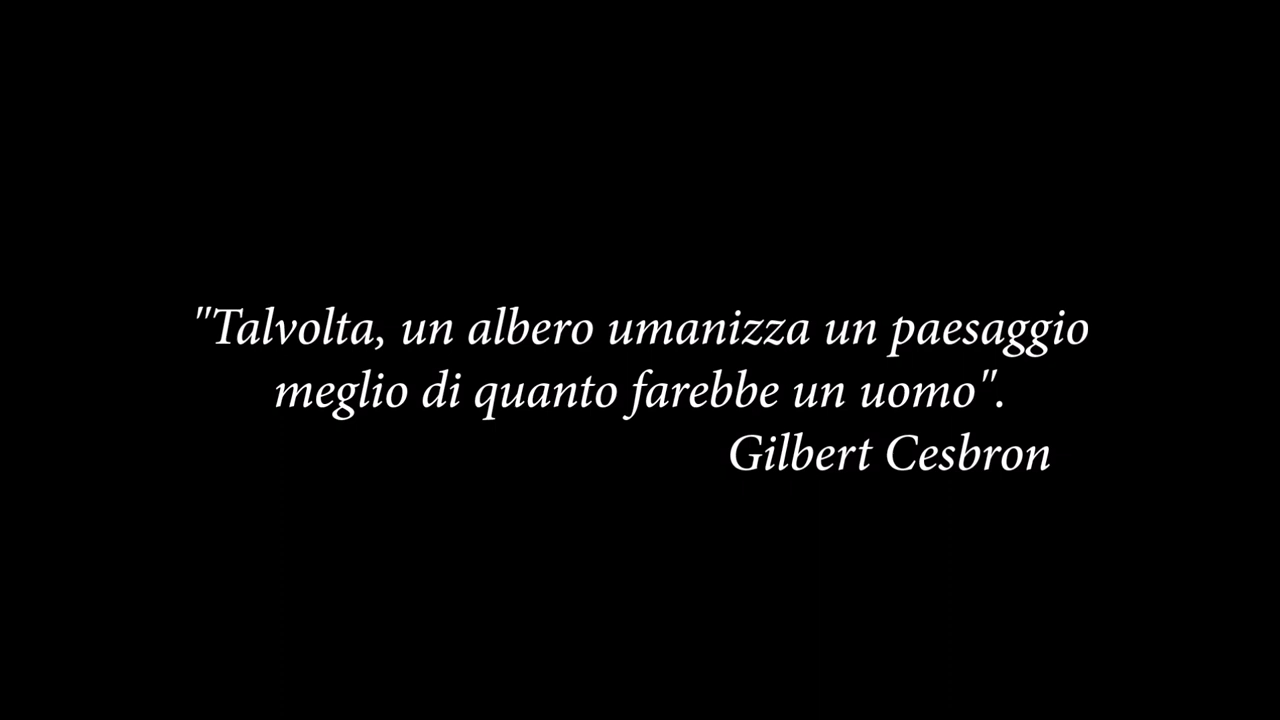 "Talvolta, un albero umanizza un paesaggio
meglio di quanto farebbe un uomo".
Gilbert Cesbron